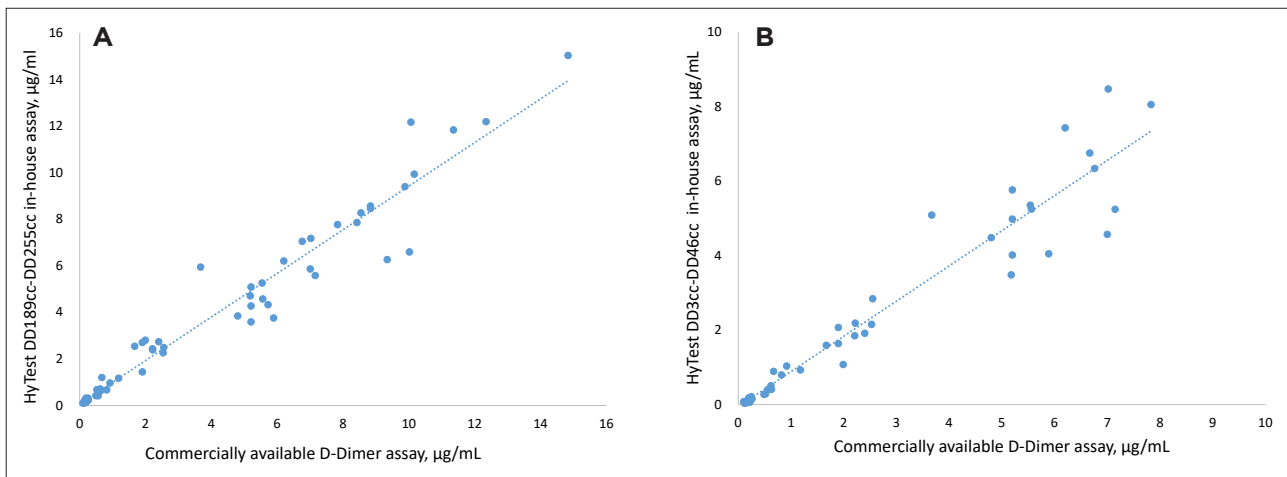 A
HyTest DD189cc-DD255cc in-house assay, µg/ml
16
14
12
10
8
6
4
2
0
0 2 4 6 8 10 12 14 16
Commercially available D-Dimer assay, µg/mL
B
HyTest DD3cc-DD46cc in-house assay, µg/mL
10
8
6
4
2
0
0 1 2 3 4 5 6 7 8 9 10
Commercially available D-Dimer assay, µg/mL